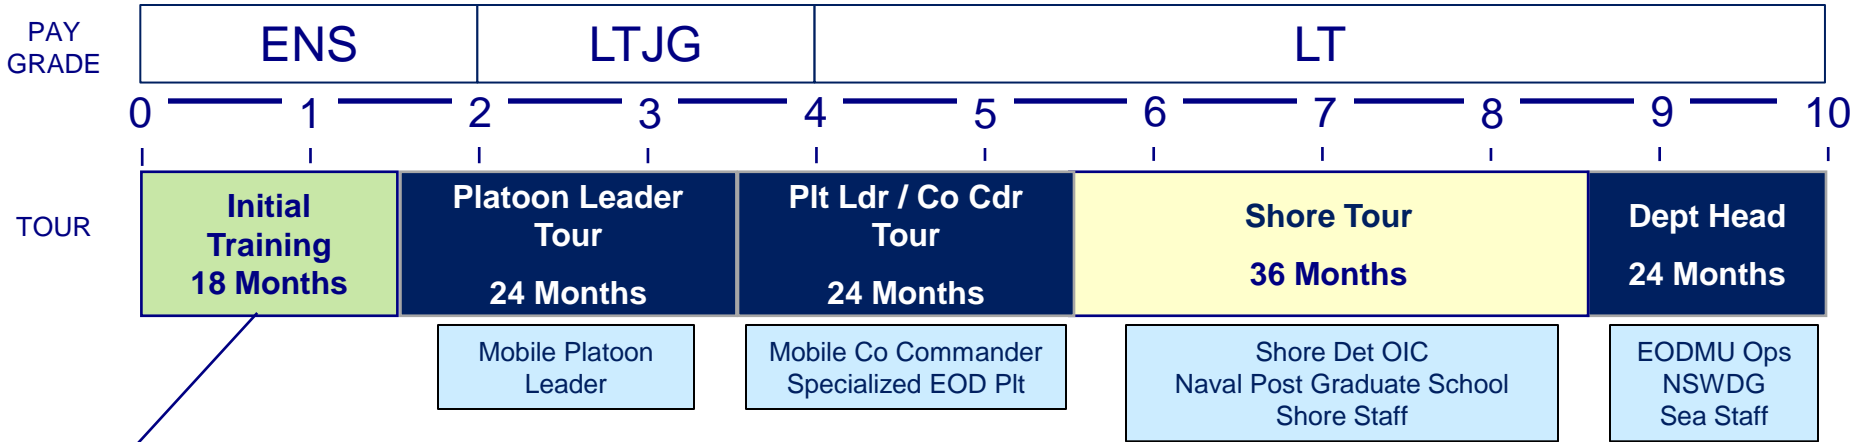 PAY
GRADE
ENS
LTJG
LT
0 1 2 3 4 5 6 7 8 9 10
TOUR
Initial
Training
18 Months
Platoon Leader
Tour
24 Months
Plt Ldr / Co Cdr
Tour
24 Months
Shore Tour
36 Months
Dept Head
24 Months
Mobile Platoon
Leader
Mobile Co Commander
Specialized EOD Plt
Shore Det OIC
Naval Post Graduate School
Shore Staff
EODMU Ops
NSWDG
Sea Staff